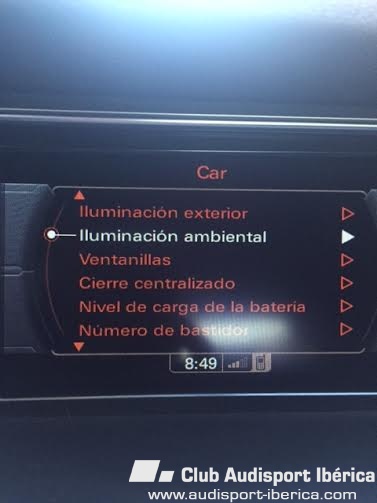 Car
Iluminación exterior
Iluminación ambiental
Ventanillas
Cierre centralizado
Nivel de carga de la batería
Número de bastidor
8:49
Club Audisport Ibérica
www.audisport-iberica.com